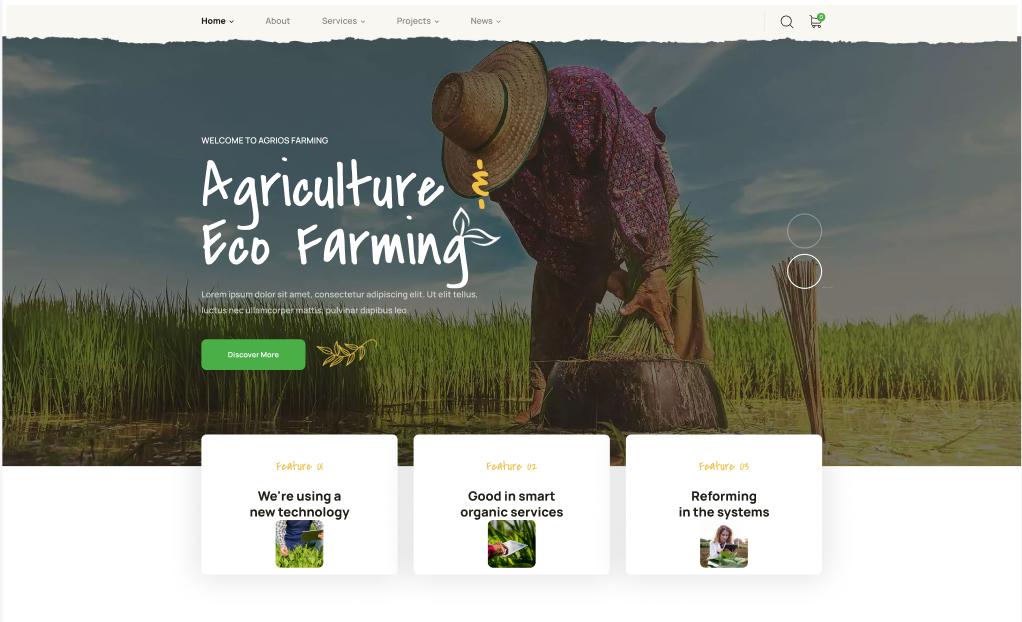 Home
About
Services
Projects
News
0
WELCOME TO AGRIOS FARMING
Agriculture
Eco Farming
Lorem ipsum dolor sit amet, consectetur adipiscing elit. Ut elit tellus,
luctus nec ullamcorper mattis, pulvinar dapibus leo.
Discover More
Feature 01
We're using a
new technology
Feature 02
Good in smart
organic services
Feature 03
Reforming
in the systems